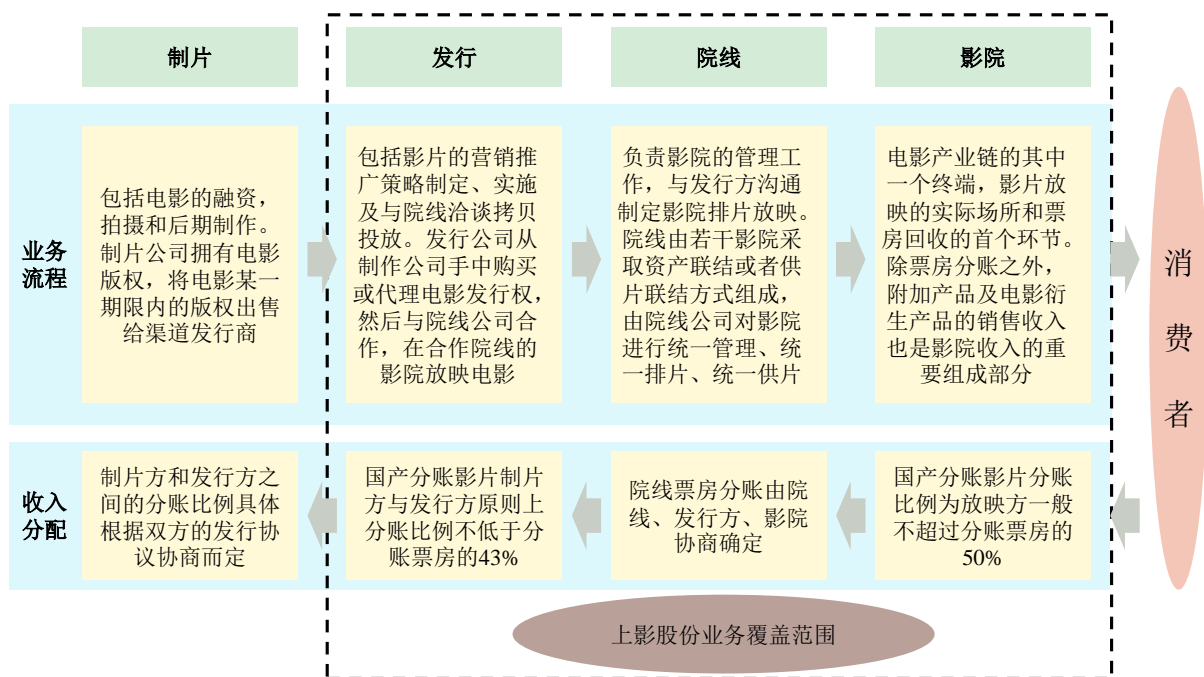 制片
发行
院线
影院
业务
流程
包括电影的融资，
拍摄和后期制作。
制片公司拥有电影
版权，将电影某一
期限内的版权出售
给渠道发行商
包括影片的营销推
广策略制定、实施
及与院线洽谈拷贝
投放。发行公司从
制作公司手中购买
或代理电影发行权，
然后与院线公司合
作，在合作院线的
影院放映电影
负责影院的管理工
作，与发行方沟通
制定影院排片放映。
院线由若干影院采
取资产联结或者供
片联结方式组成，
由院线公司对影院
进行统一管理、统
一排片、统一供片
电影产业链的其中
一个终端，影片放
映的实际场所和票
房回收的首个环节。
除票房分账之外，
附加产品及电影衍
生产品的销售收入
也是影院收入的重
要组成部分
消
费
者
收入
分配
制片方和发行方之
间的分账比例具体
根据双方的发行协
议协商而定
国产分账影片制片
方与发行方原则上
分账比例不低于分
账票房的43%
院线票房分账由院
线、发行方、影院
协商确定
国产分账影片分账
比例为放映方一般
不超过分账票房的
50%
上影股份业务覆盖范围